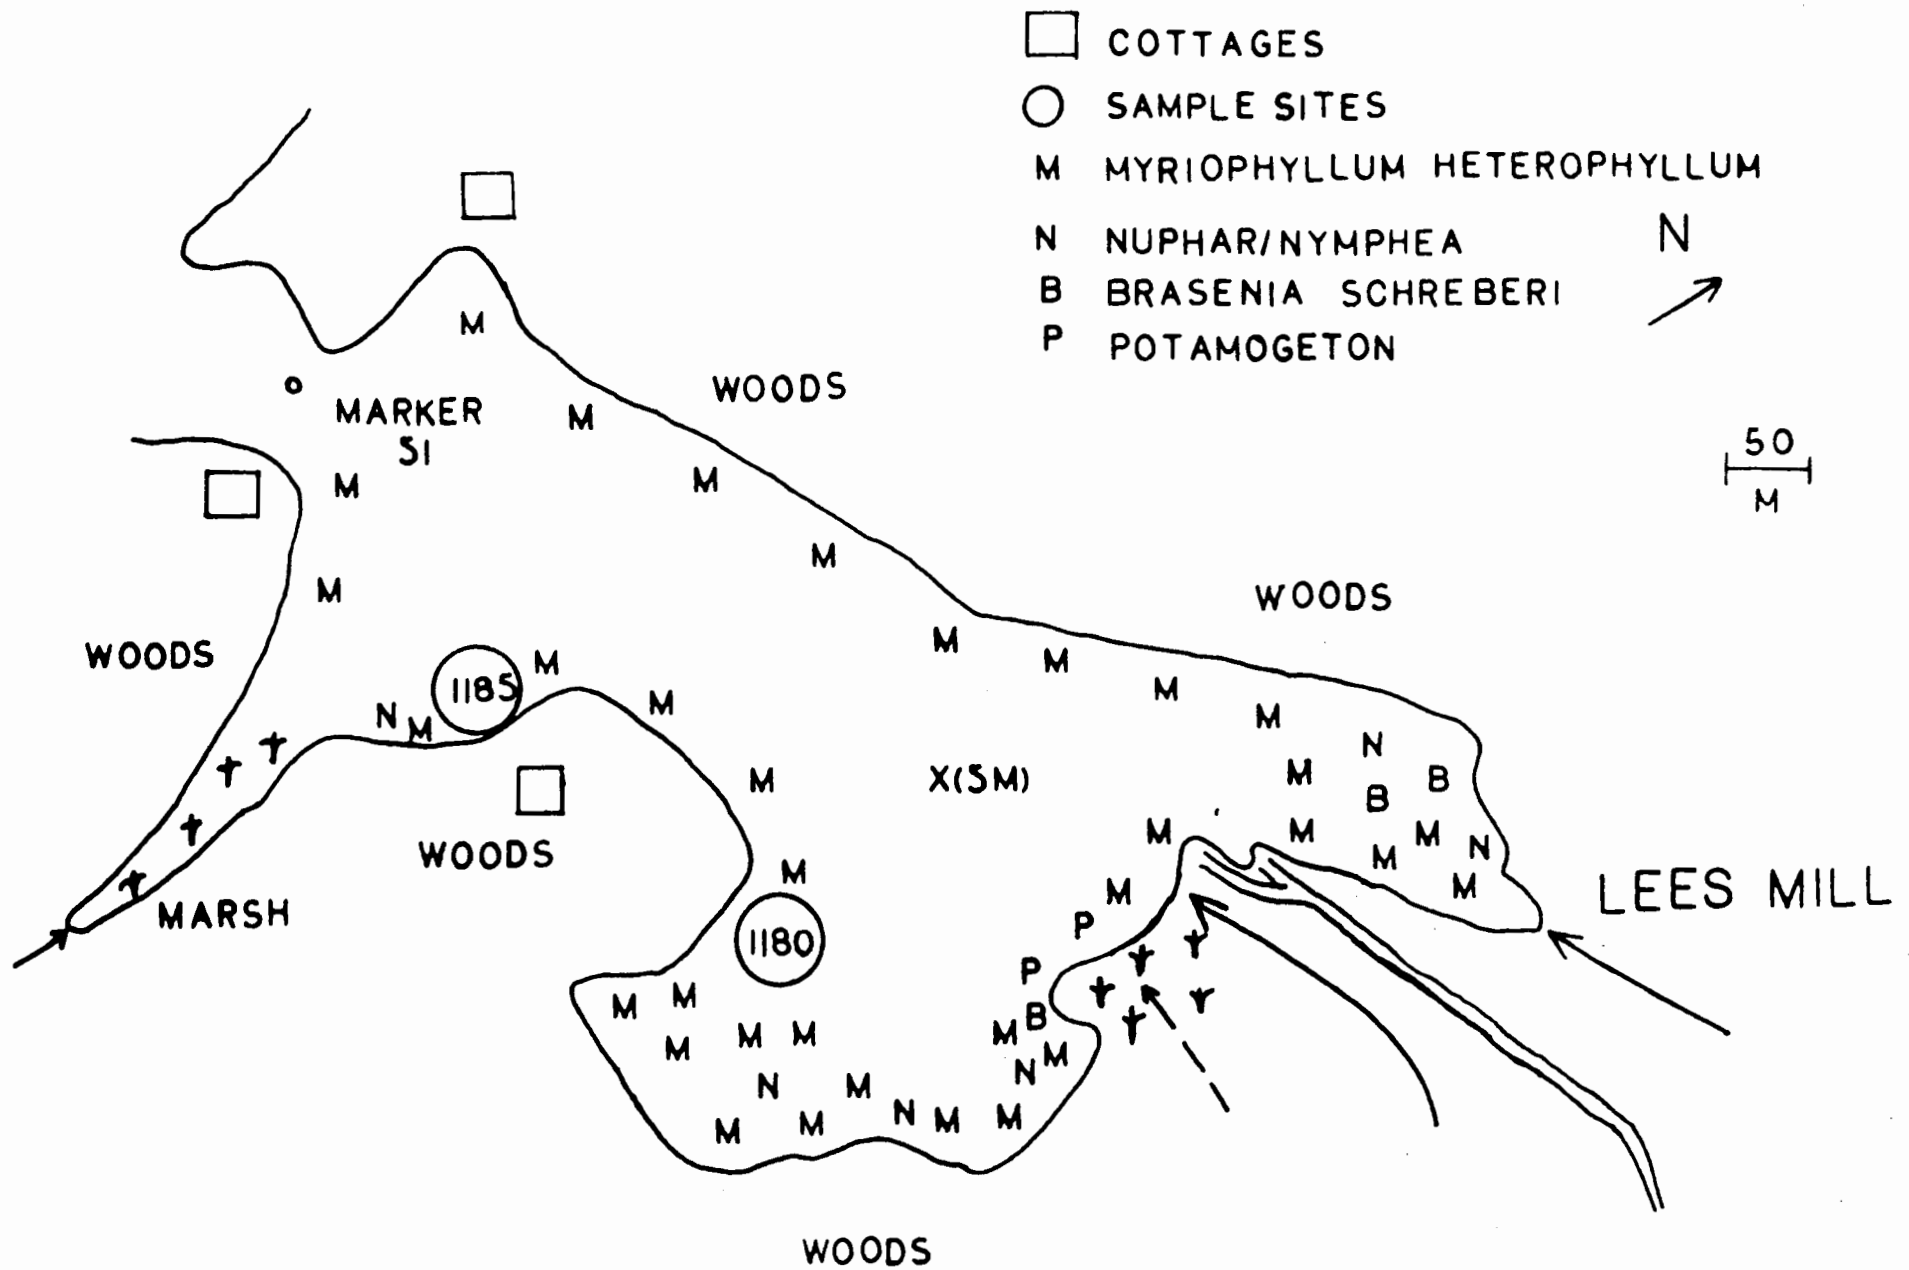 COTTAGES
SAMPLE SITES
M MYRIOPHYLLUM HETEROPHYLLUM
N NUPHAR/NYMPHEA
N
B BRASENIA SCHREBERI
P POTAMOGETON
M
WOODS
MARKER
51
M
50
M
M
M
M
M
M
WOODS
M
WOODS
M
M
M
1185
M
M
N
M
M
N
X(5M)
M
M
B
B
M
M
M
M
N
WOODS
M
M
M
M
LEES MILL
MARSH
P
1180
P
M
M
B
M
M
M
M
M
N
N
M
N
M
M
M
M
WOODS